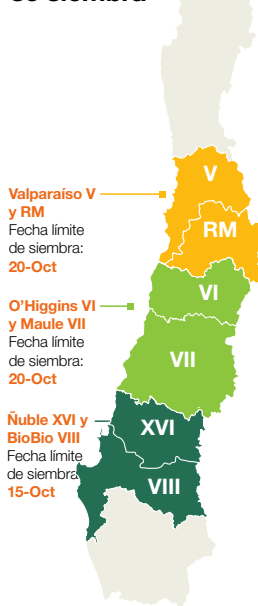 Valparaíso V
y RM
Fecha límite
de siembra:
20-Oct
V
RM
O'Higgins VI
y Maule VII
Fecha límite
de siembra:
20-Oct
VI
VII
Ñuble XVI y
BioBio VIII
Fecha límite
de siembra
15-Oct
XVI
VIII